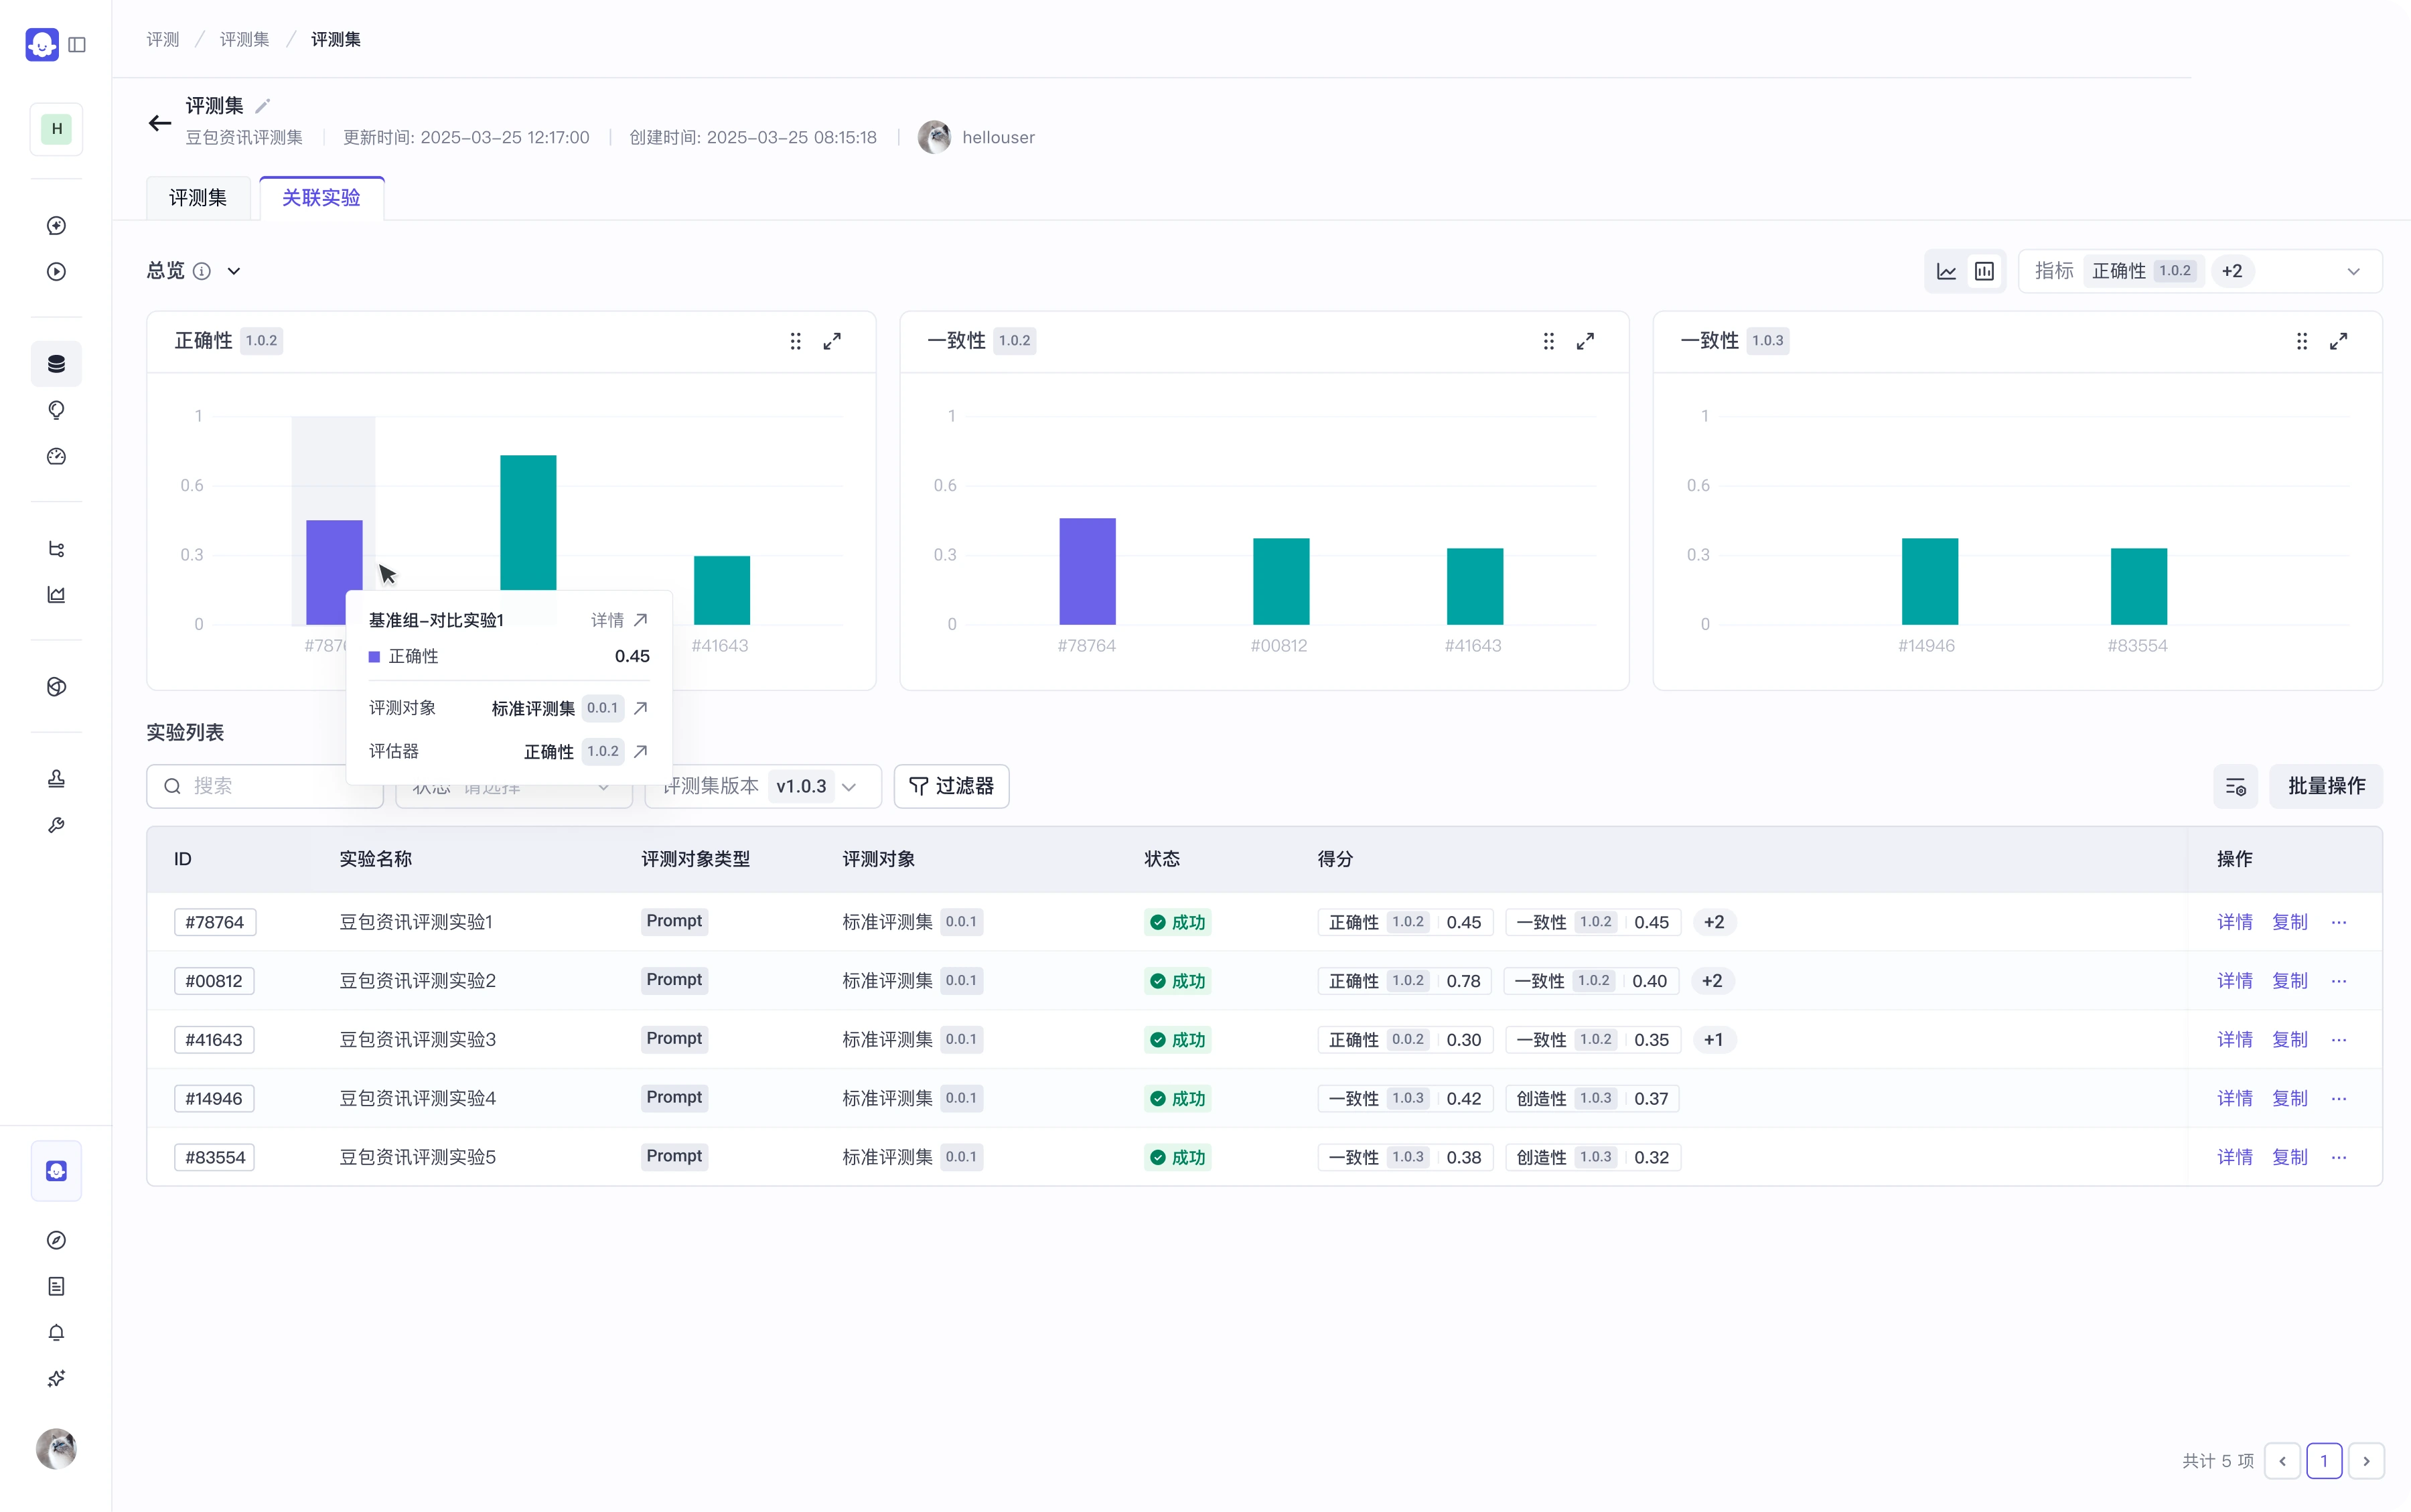 评测 / 评测集 / 评测集
H
评测集
豆包资讯评测集 更新时间: 2025-03-25 12:17:00 创建时间: 2025-03-25 08:15:18 hellouser
评测集 关联实验
总览 指标 正确性 1.0.2 +2
正确性 1.0.2
1
0.6
0.3
0
#41643
一致性 1.0.2
1
0.6
0.3
0
#78764 #00812 #41643
一致性 1.0.3
1
0.6
0.3
0
#14946 #83554
基准组-对比实验1 详情
正确性 0.45
评测对象 标准评测集 0.0.1
评估器 正确性 1.0.2
实验列表
搜索 状态 请选择 评测集版本 v1.0.3 过滤器 批量操作
ID 实验名称 评测对象类型 评测对象 状态 得分 操作
#78764 豆包资讯评测实验1 Prompt 标准评测集 0.0.1 成功 正确性 1.0.2 0.45 一致性 1.0.2 0.45 +2 详情 复制 ...
#00812 豆包资讯评测实验2 Prompt 标准评测集 0.0.1 成功 正确性 1.0.2 0.78 一致性 1.0.2 0.40 +2 详情 复制 ...
#41643 豆包资讯评测实验3 Prompt 标准评测集 0.0.1 成功 正确性 0.0.2 0.30 一致性 1.0.2 0.35 +1 详情 复制 ...
#14946 豆包资讯评测实验4 Prompt 标准评测集 0.0.1 成功 一致性 1.0.3 0.42 创造性 1.0.3 0.37 详情 复制 ...
#83554 豆包资讯评测实验5 Prompt 标准评测集 0.0.1 成功 一致性 1.0.3 0.38 创造性 1.0.3 0.32 详情 复制 ...
共计 5 项 1